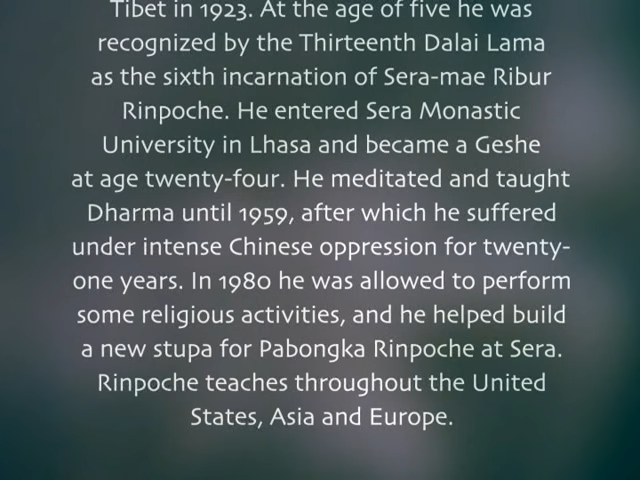 Tibet in 1923. At the age of five he was
recognized by the Thirteenth Dalai Lama
as the sixth incarnation of Sera-mae Ribur
Rinpoche. He entered Sera Monastic
University in Lhasa and became a Geshe
at age twenty-four. He meditated and taught
Dharma until 1959, after which he suffered
under intense Chinese oppression for twenty-
one years. In 1980 he was allowed to perform
some religious activities, and he helped build
a new stupa for Pabongka Rinpoche at Sera.
Rinpoche teaches throughout the United
States, Asia and Europe.